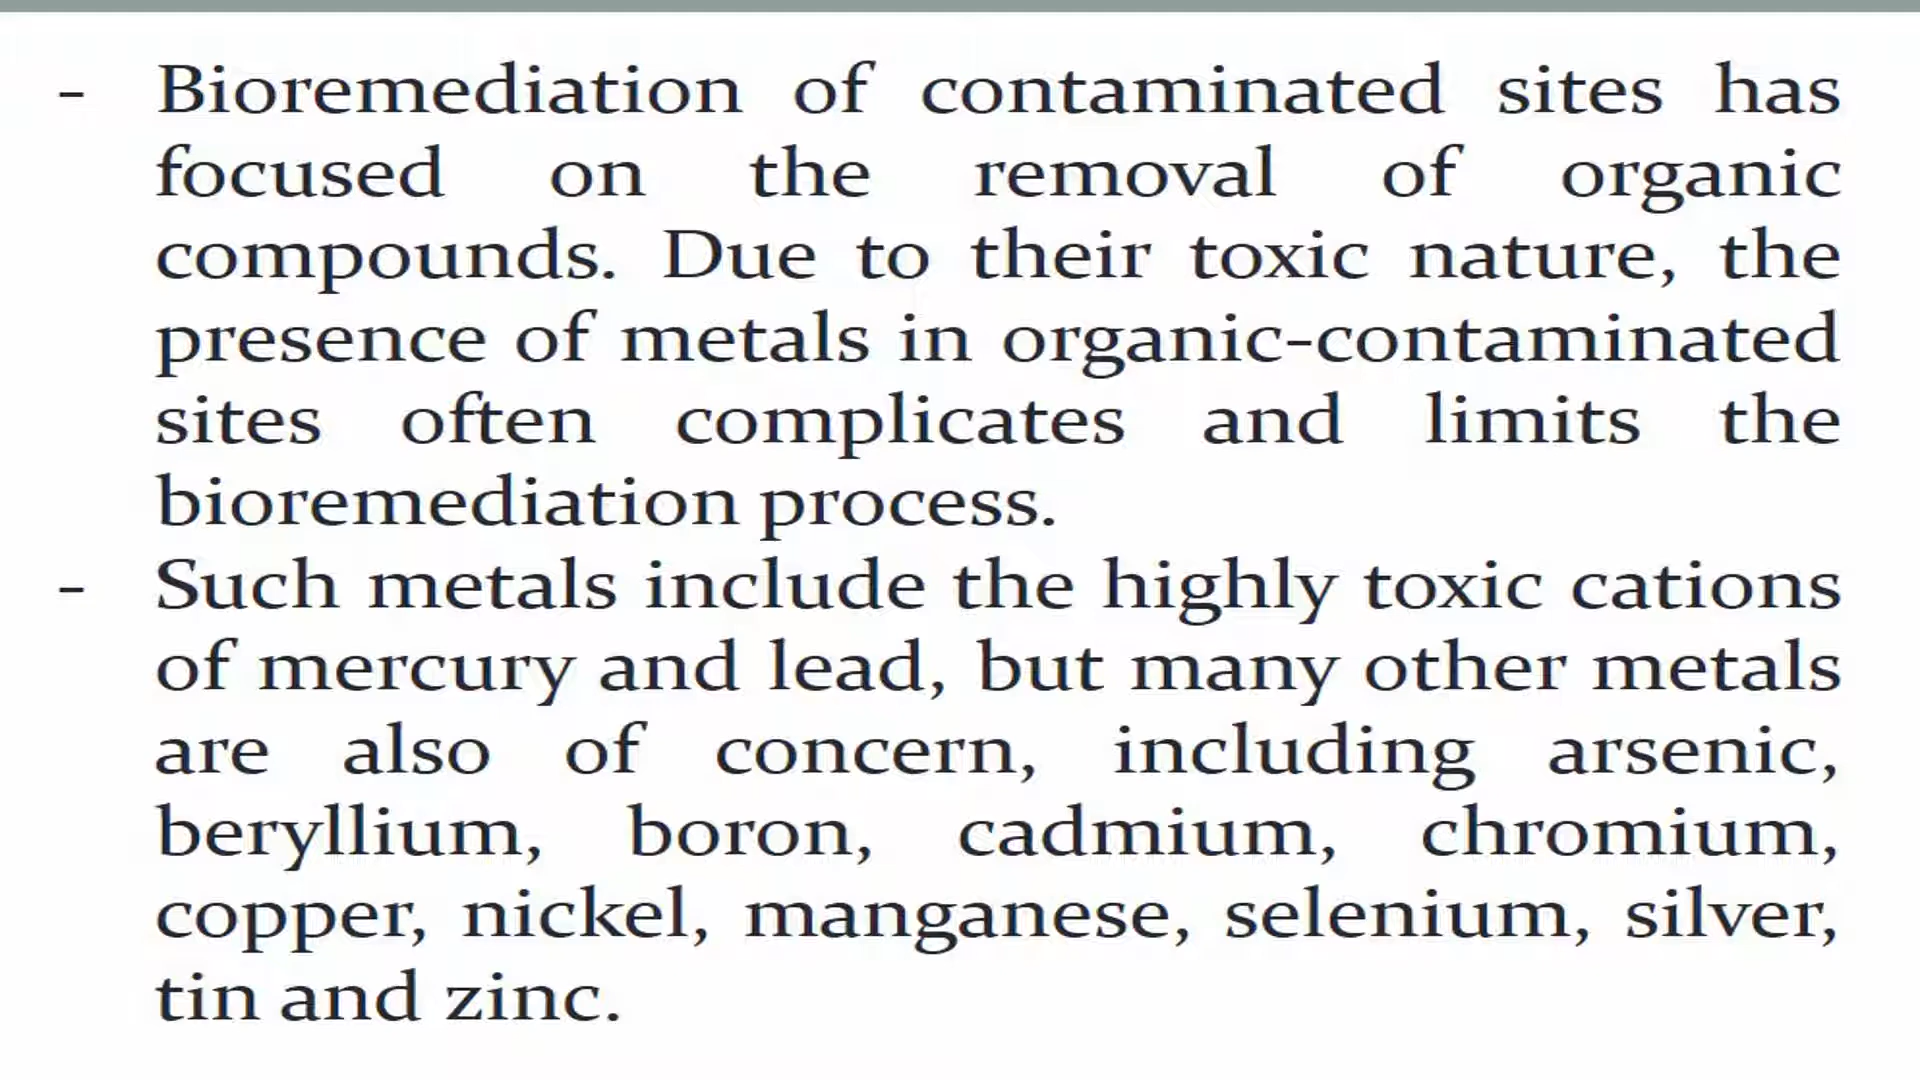 - Bioremediation of contaminated sites has
focused on the removal of organic
compounds. Due to their toxic nature, the
presence of metals in organic-contaminated
sites often complicates and limits the
bioremediation process.
- Such metals include the highly toxic cations
of mercury and lead, but many other metals
are also of concern, including arsenic,
beryllium, boron, cadmium, chromium,
copper, nickel, manganese, selenium, silver,
tin and zinc.